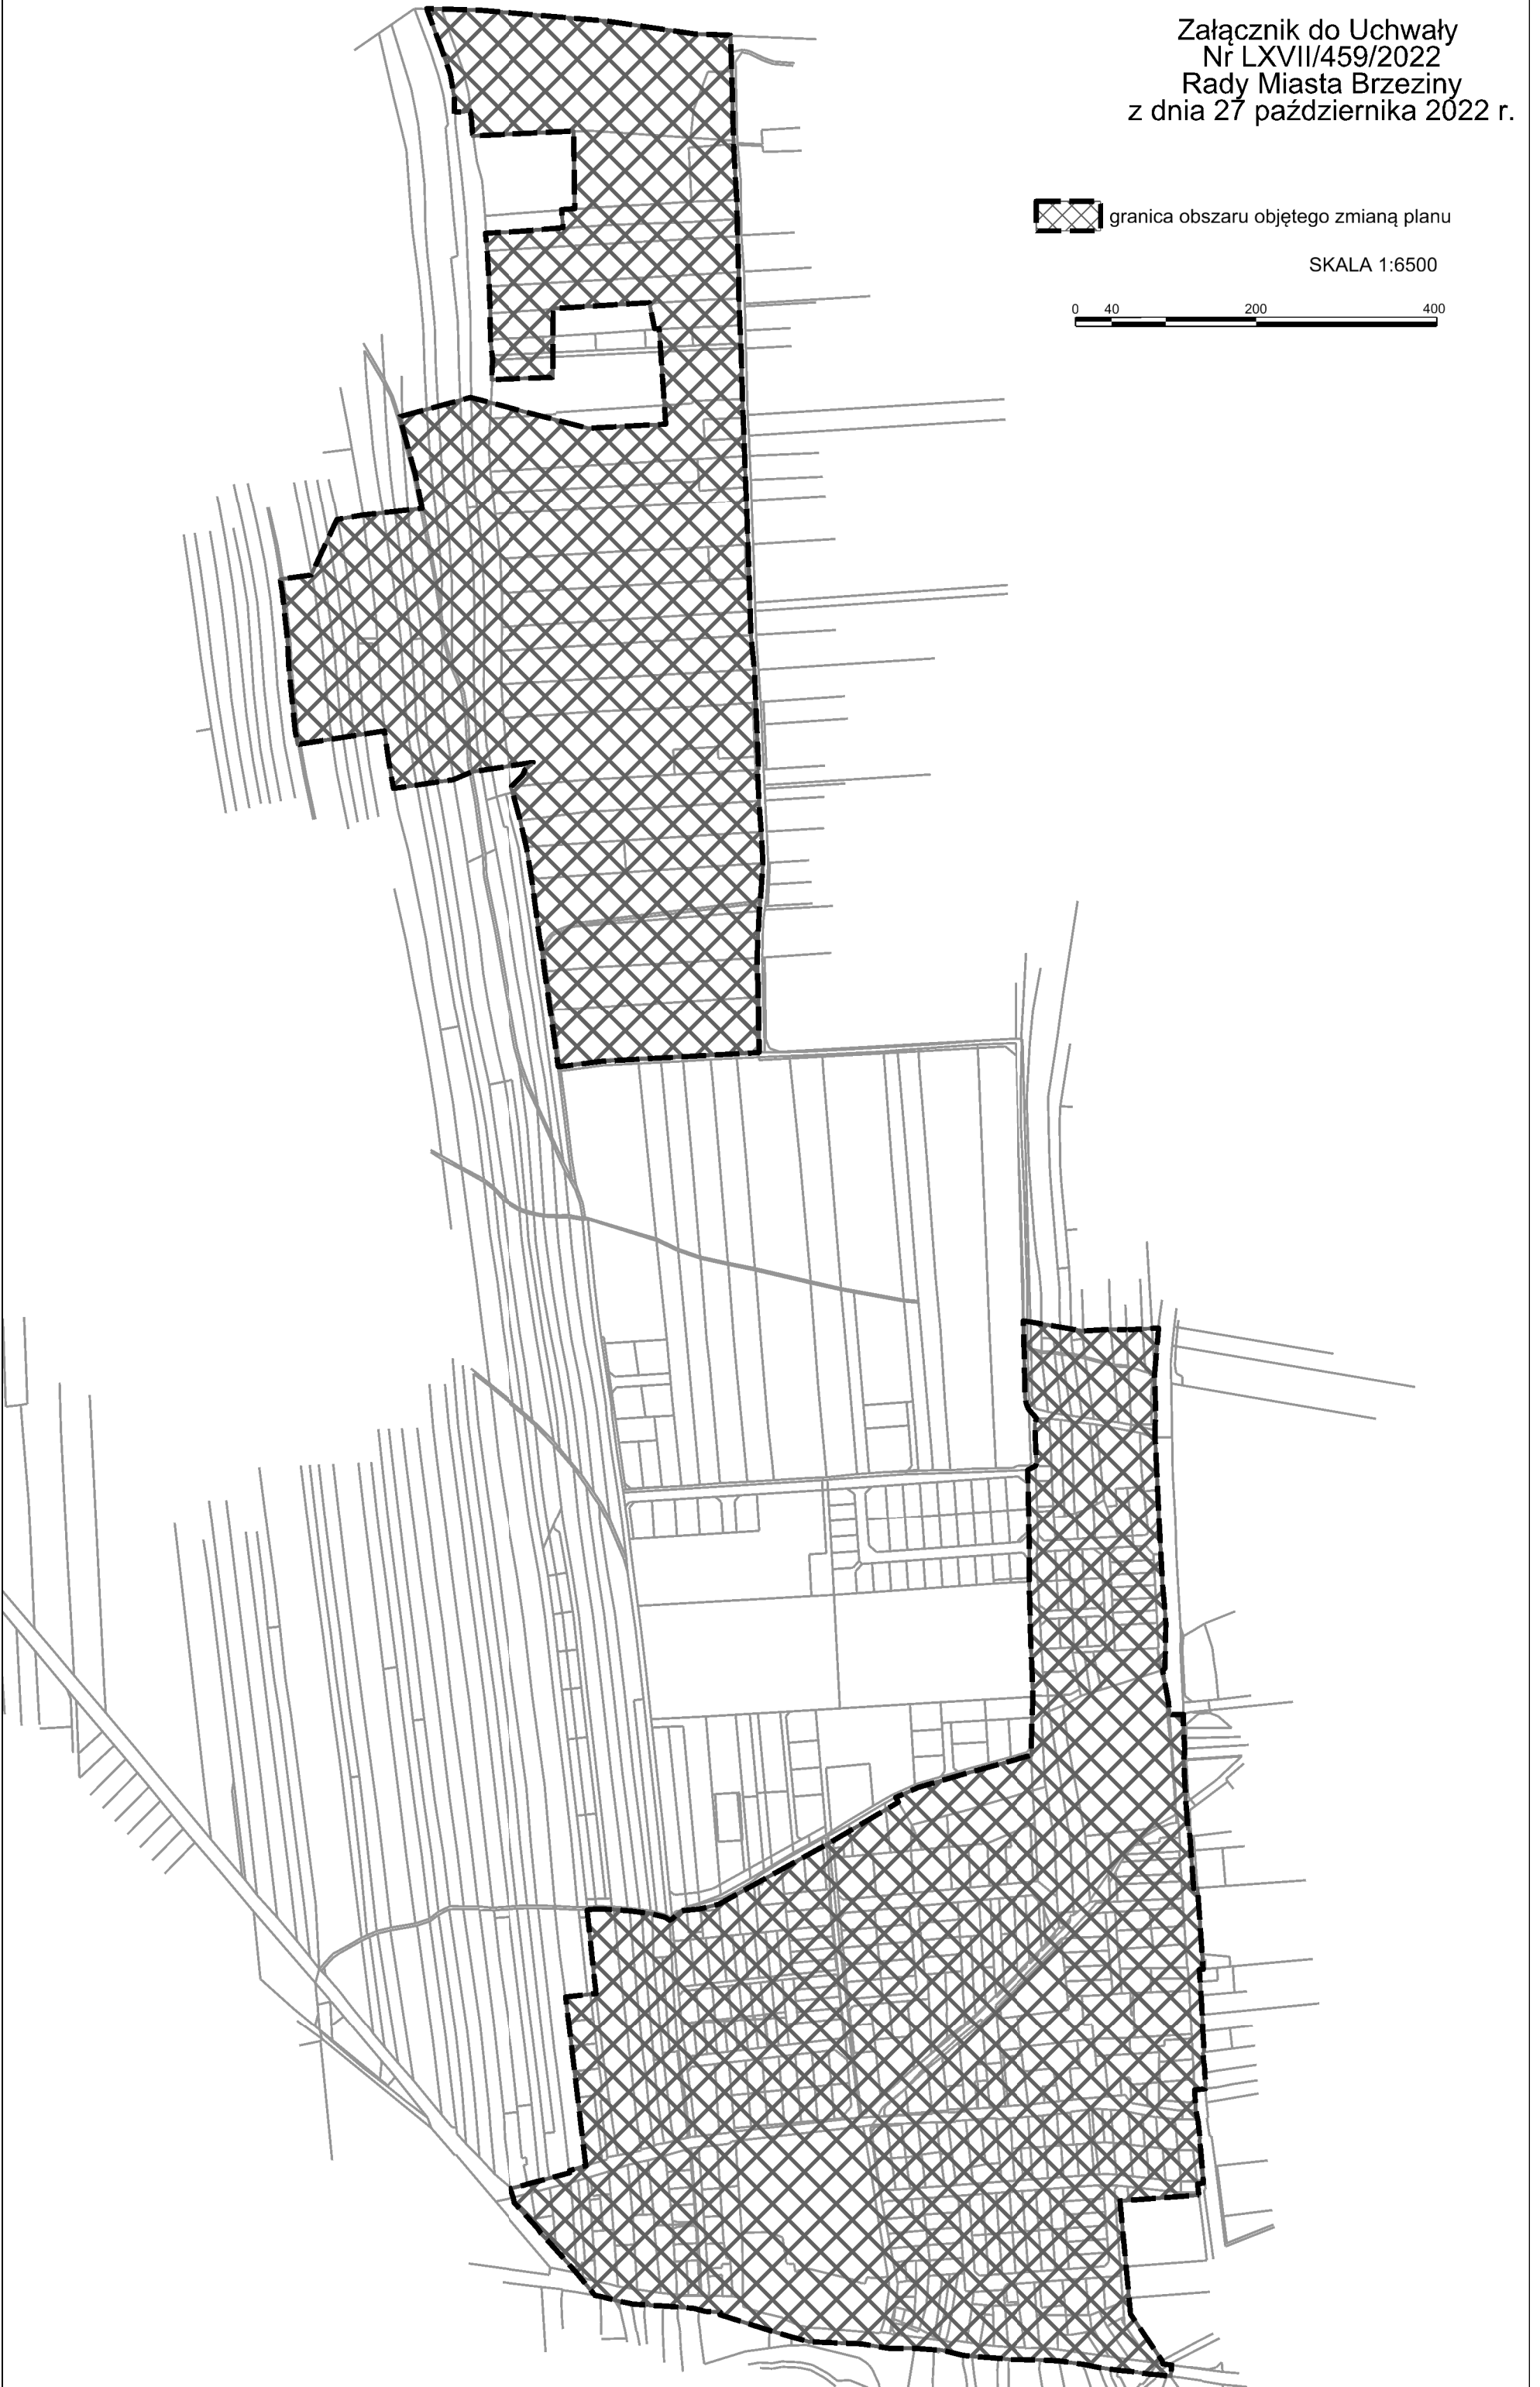 Załącznik do Uchwały
Nr LXVII/459/2022
Rady Miasta Brzeziny
z dnia 27 października 2022 r.
granica obszaru objętego zmianą planu
SKALA 1:6500
0 40 200 400